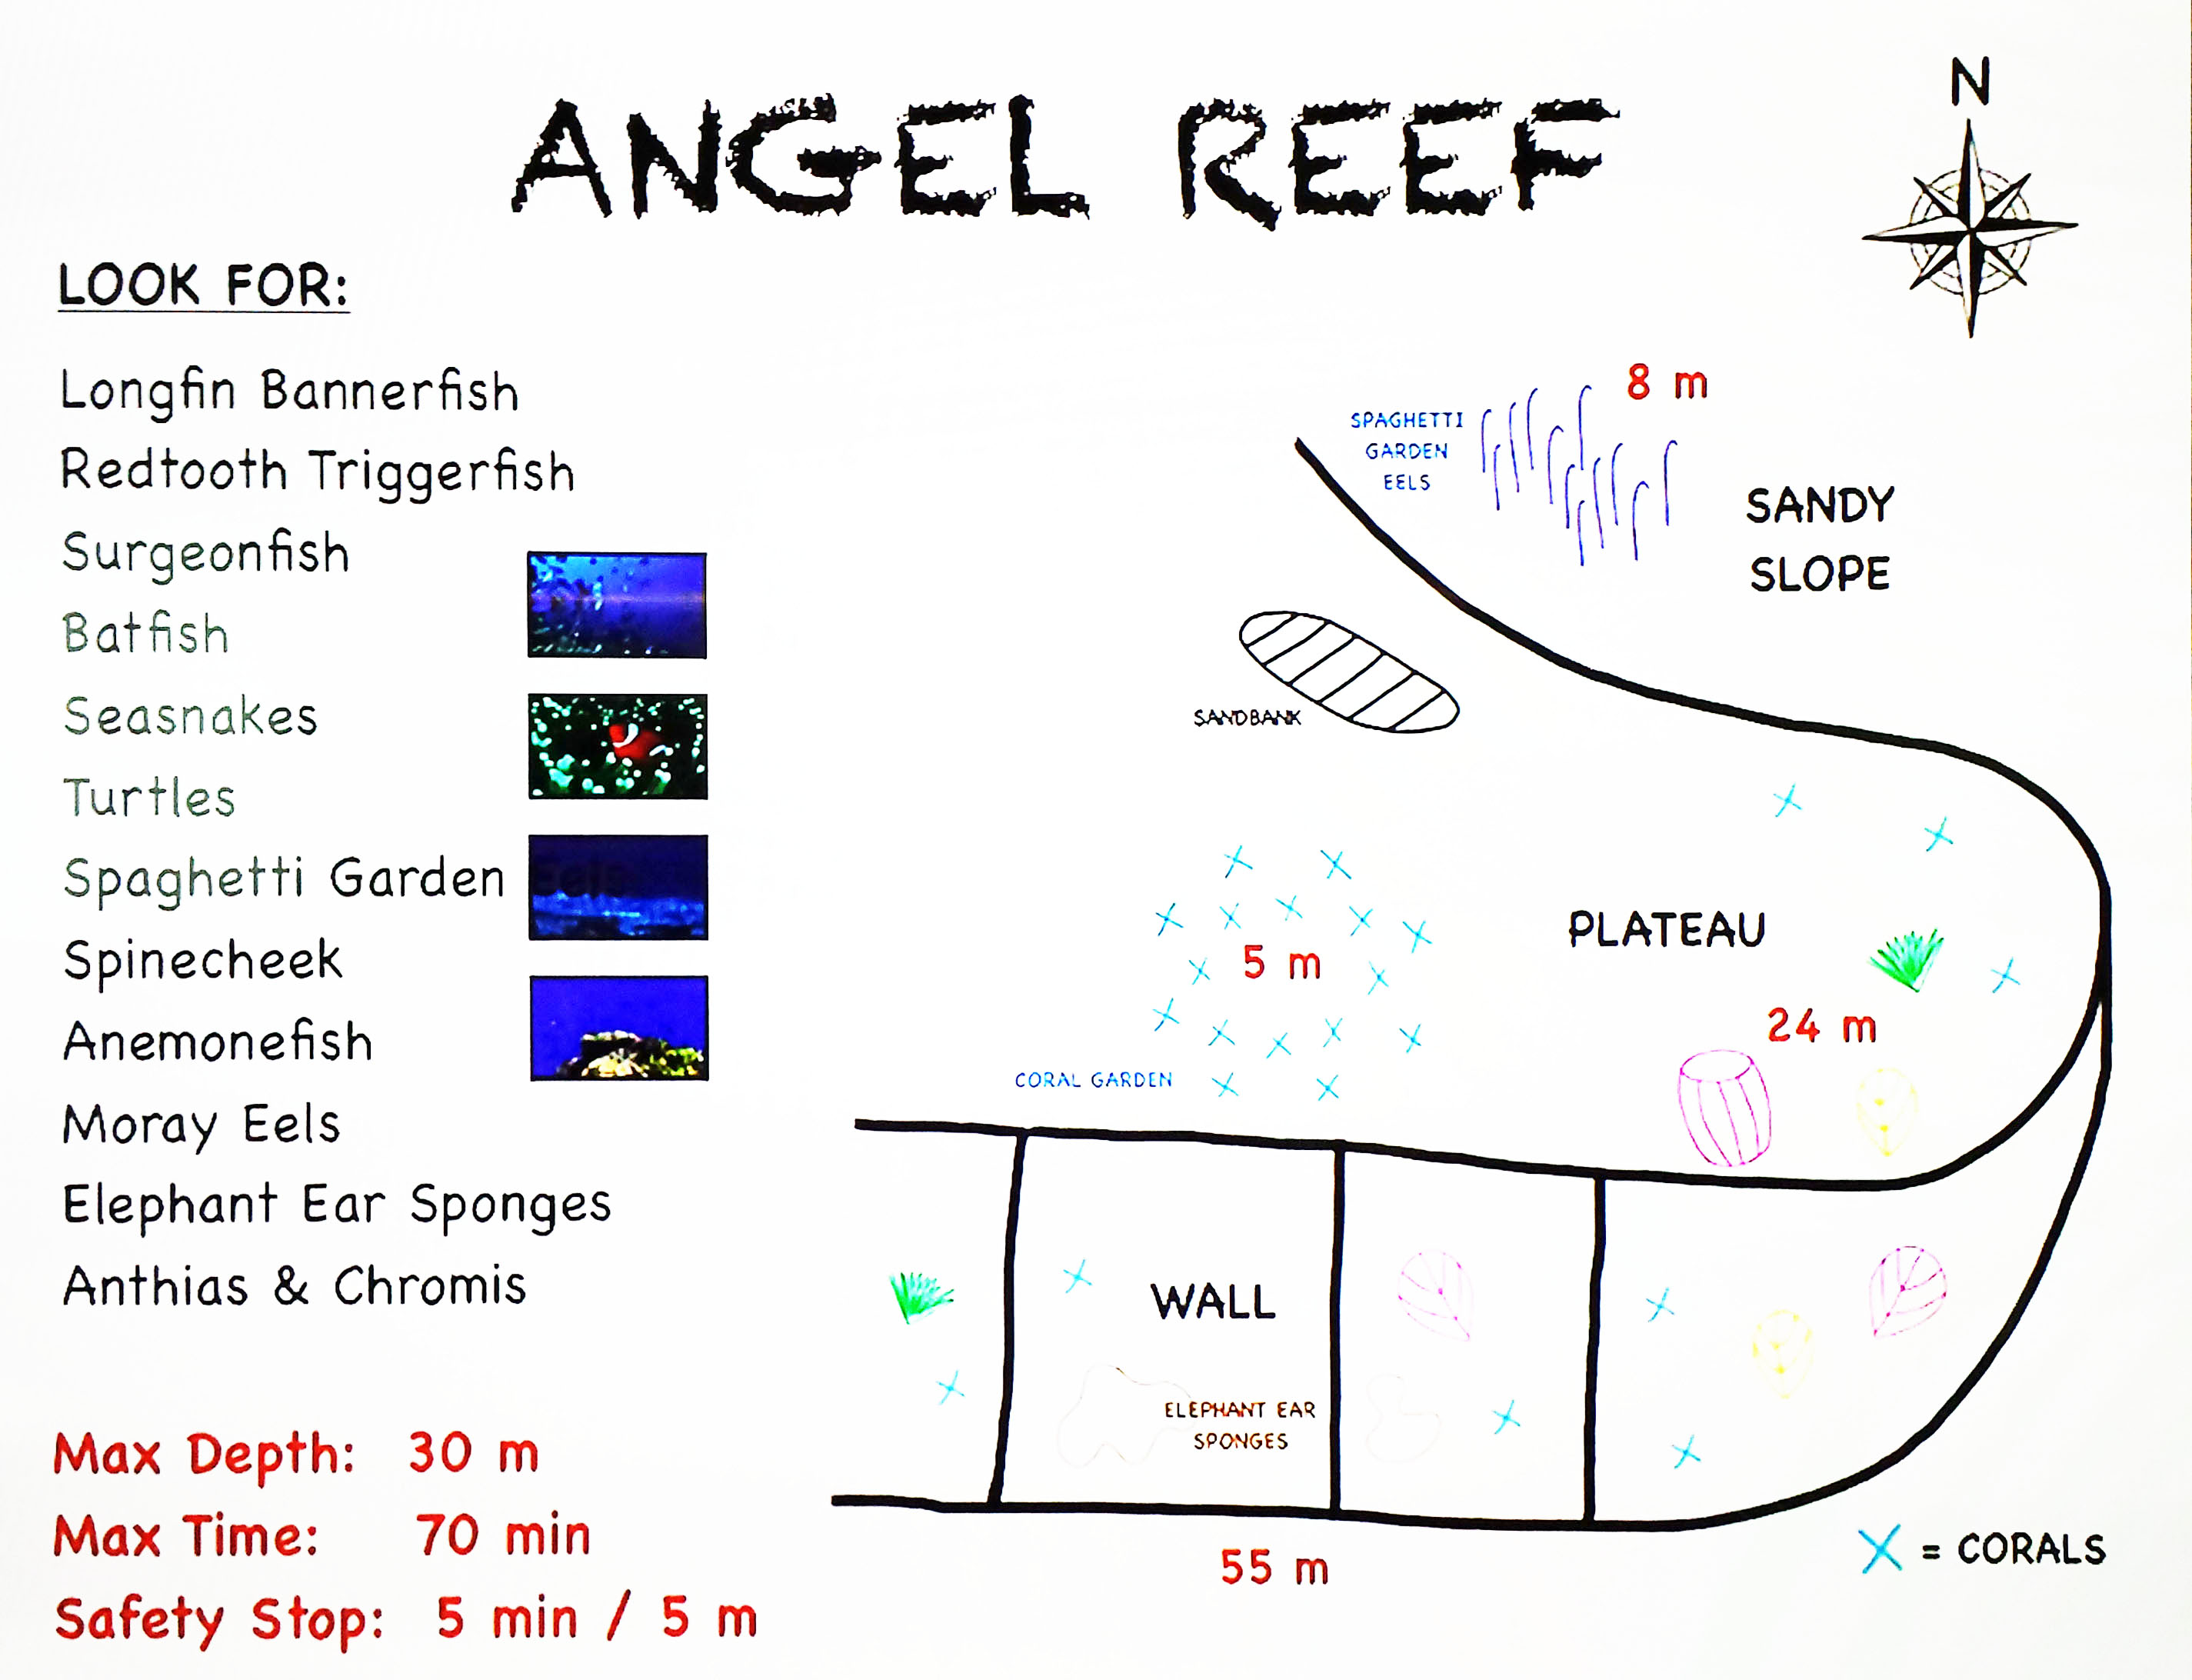 ANGEL REEF
N
LOOK FOR:
Longfin Bannerfish
Redtooth Triggerfish
Surgeonfish
Batfish
Seasnakes
Turtles
Spaghetti Garden Eels
Spinecheek
Anemonefish
Moray Eels
Elephant Ear Sponges
Anthias & Chromis
Max Depth: 30 m
Max Time: 70 min
Safety Stop: 5 min / 5 m
8 m
SPAGHETTI
GARDEN
EELS
SANDY
SLOPE
SANDBANK
PLATEAU
5 m
24 m
CORAL GARDEN
WALL
ELEPHANT EAR
SPONGES
55 m
= CORALS